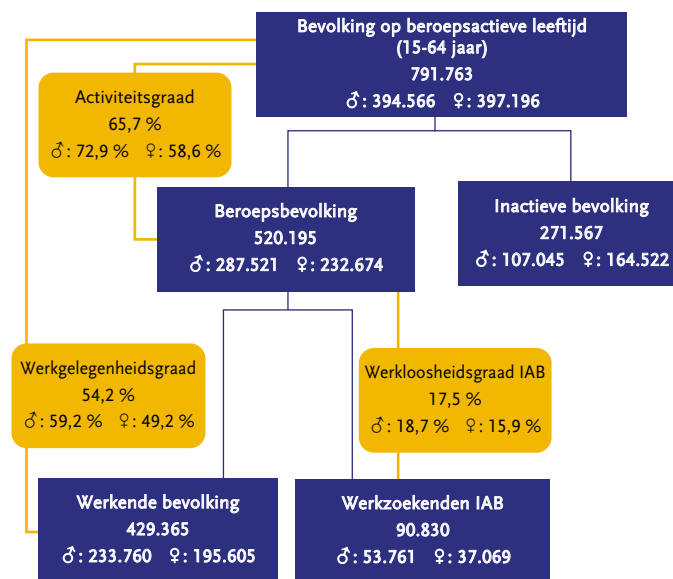 Bevolking op beroepsactieve leeftijd
(15-64 jaar)
791.763
♂: 394.566 ♀: 397.196
Activiteitsgraad
65,7 %
♂: 72,9 % ♀: 58,6 %
Beroepsbevolking
520.195
♂: 287.521 ♀: 232.674
Inactieve bevolking
271.567
♂: 107.045 ♀: 164.522
Werkgelegenheidsgraad
54,2 %
♂: 59,2 % ♀: 49,2 %
Werkloosheidsgraad IAB
17,5 %
♂: 18,7 % ♀: 15,9 %
Werkende bevolking
429.365
♂: 233.760 ♀: 195.605
Werkzoekenden IAB
90.830
♂: 53.761 ♀: 37.069